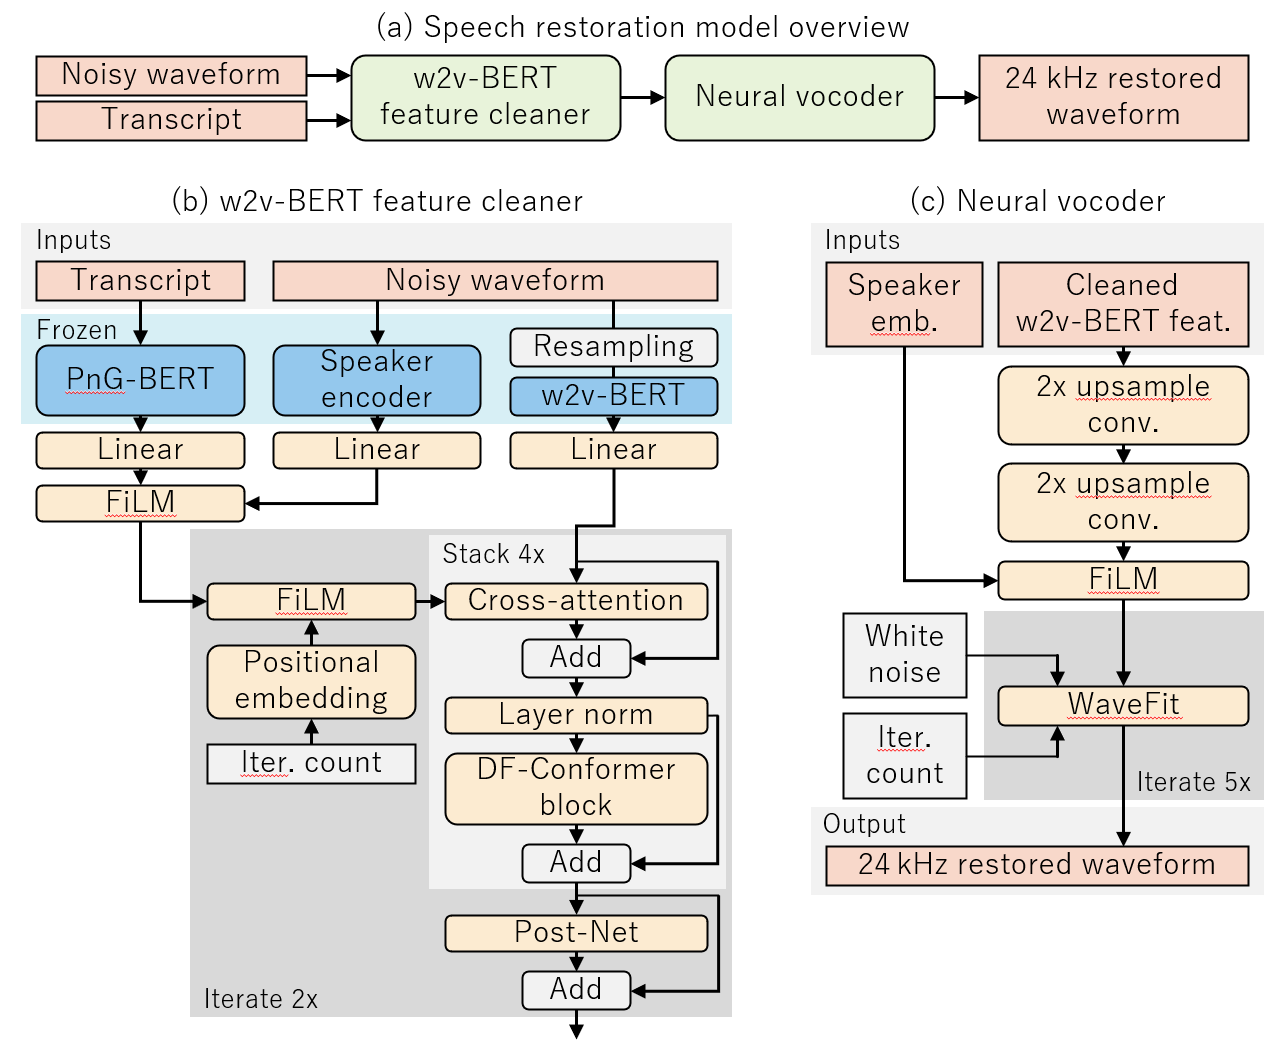 (a) Speech restoration model overview
Noisy waveform
Transcript
w2v-BERT
feature cleaner
Neural vocoder
24 kHz restored
waveform
(b) w2v-BERT feature cleaner
Inputs
Transcript
Noisy waveform
Frozen
PnG-BERT
Speaker
encoder
Resampling
w2v-BERT
Linear
Linear
Linear
FiLM
Stack 4x
FiLM
Cross-attention
Positional
embedding
Add
Iter. count
Layer norm
DF-Conformer
block
Add
Post-Net
Add
Iterate 2x
(c) Neural vocoder
Inputs
Speaker
emb.
Cleaned
w2v-BERT feat.
2x upsample
conv.
2x upsample
conv.
FiLM
White
noise
WaveFit
Iter.
count
Iterate 5x
Output
24 kHz restored waveform